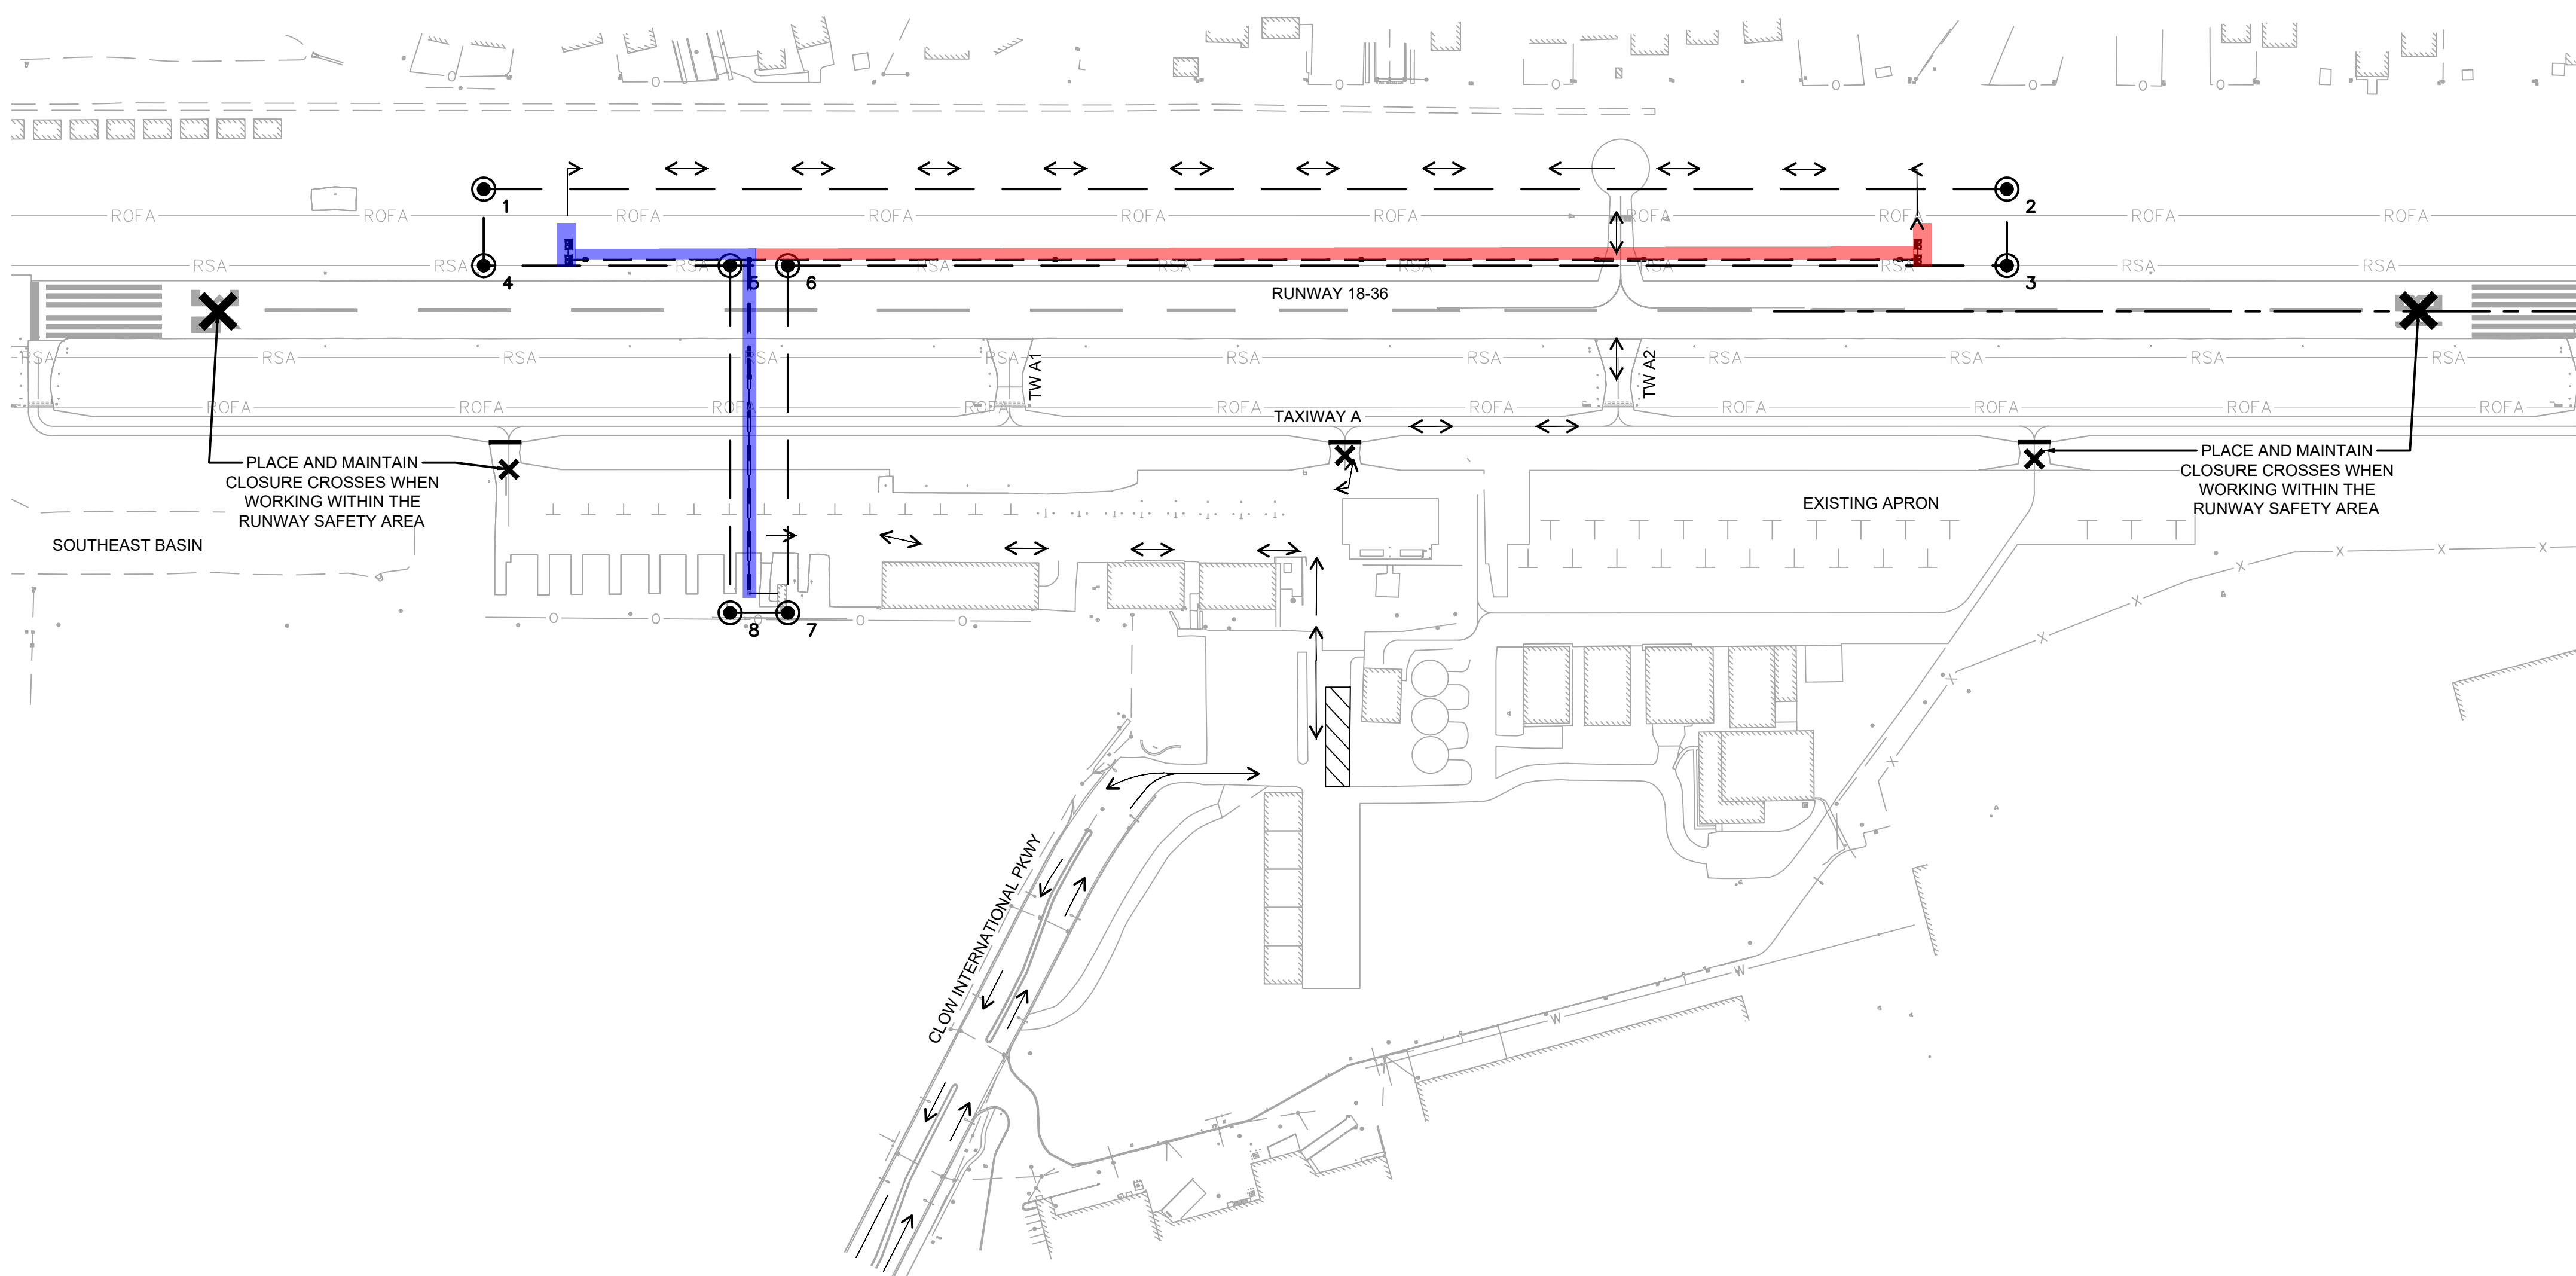 ROFA ROFA ROFA ROFA ROFA ROFA ROFA ROFA ROFA ROFA
1
2
RSA RSA RSA RSA RSA RSA RSA RSA RSA RSA
4
5
6
3
RUNWAY 18-36
RSA RSA RSA RSA RSA RSA RSA RSA RSA RSA RSA
TW A1
TW A2
ROFA ROFA ROFA ROFA ROFA ROFA ROFA ROFA ROFA ROFA
TAXIWAY A
PLACE AND MAINTAIN
CLOSURE CROSSES WHEN
WORKING WITHIN THE
RUNWAY SAFETY AREA
PLACE AND MAINTAIN
CLOSURE CROSSES WHEN
WORKING WITHIN THE
RUNWAY SAFETY AREA
EXISTING APRON
SOUTHEAST BASIN
8
7
CLOW INTERNATIONAL PKWY
W
W